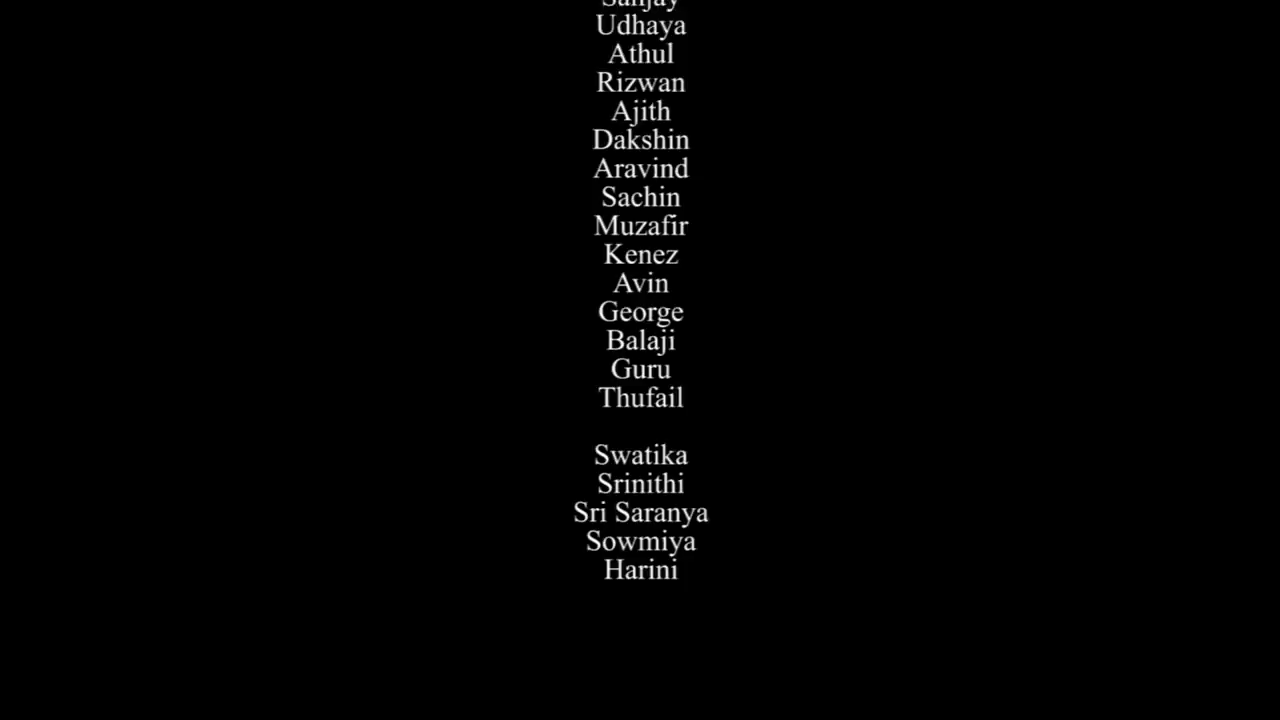 Sanjay
Udhaya
Athul
Rizwan
Ajith
Dakshin
Aravind
Sachin
Muzafir
Kenez
Avin
George
Balaji
Guru
Thufail
Swatika
Srinithi
Sri Saranya
Sowmiya
Harini